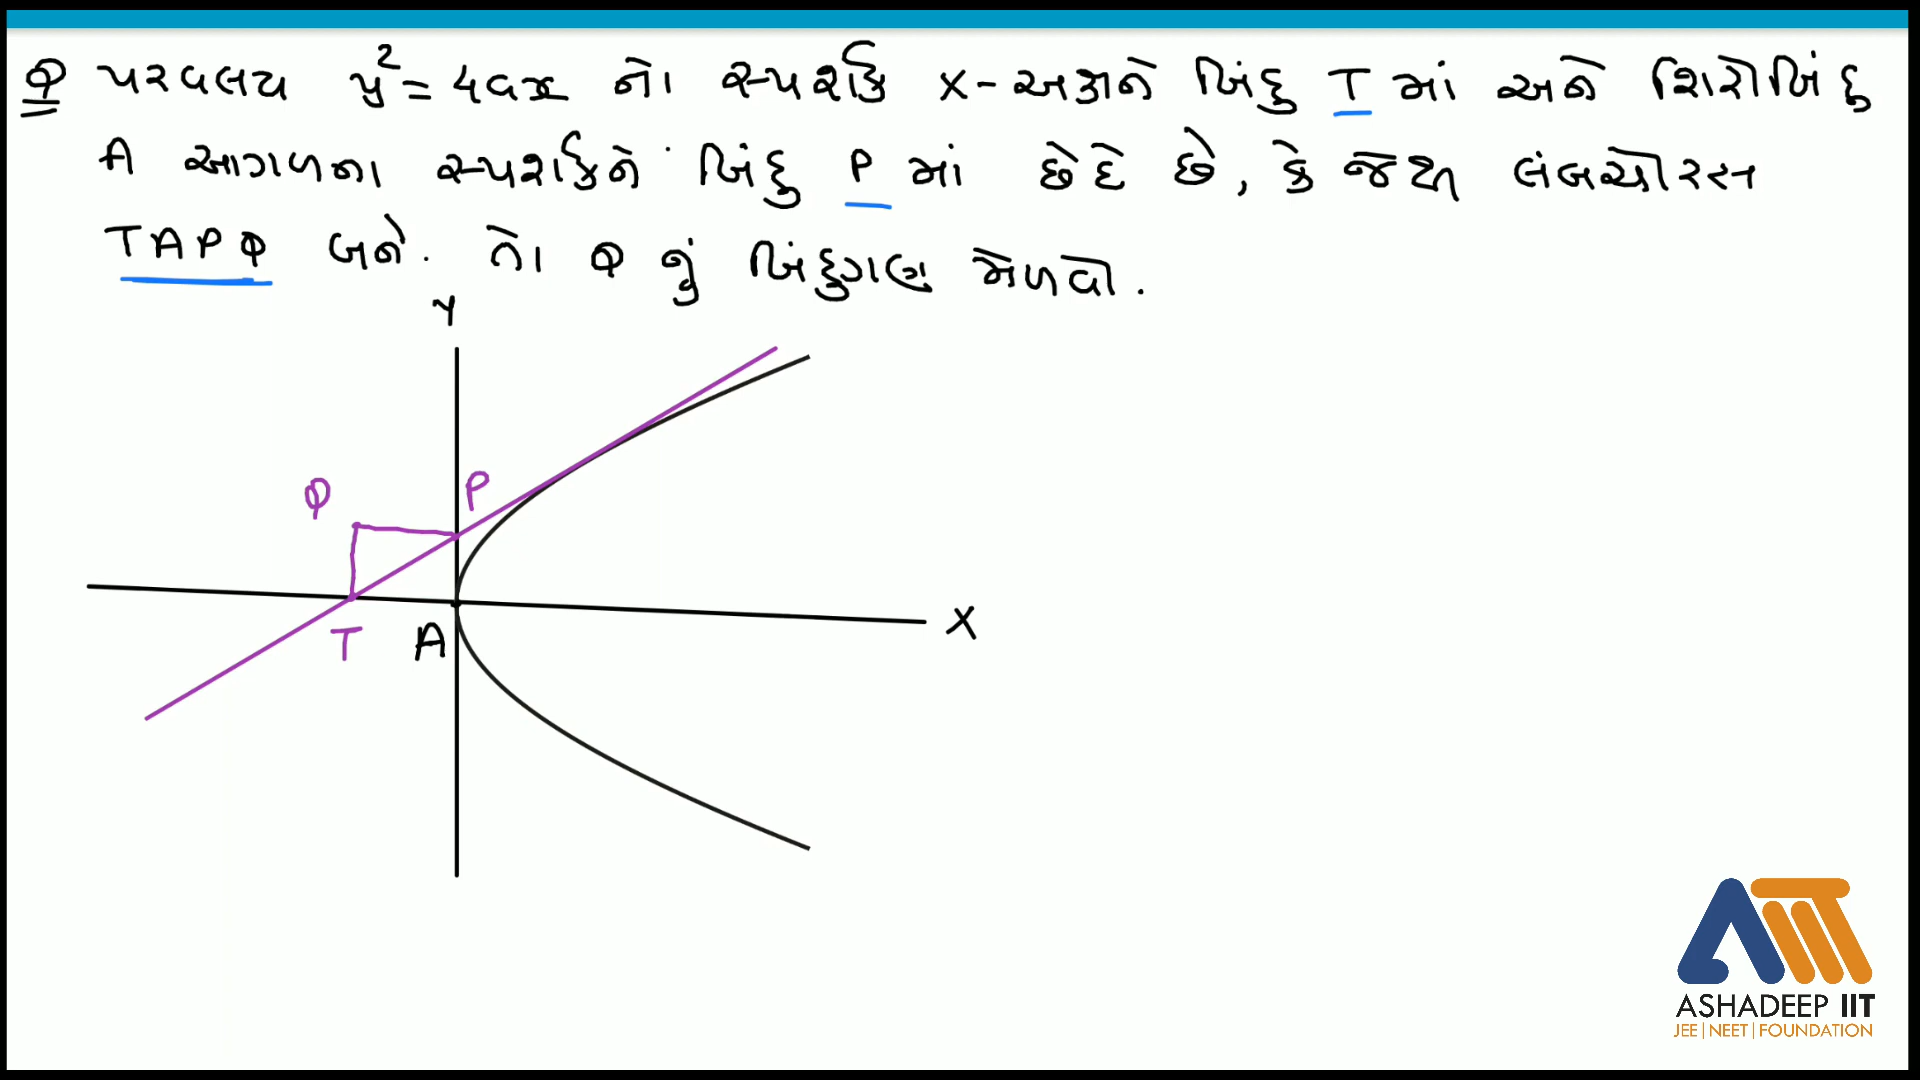 Q પરવલય y² = 4ax નો સ્પર્શક X-અક્ષને બિંદુ T માં અને શિરોબિંદુ
A આગળના સ્પર્શકને બિંદુ P માં છેદે છે, કે જેથી લંબચોરસ
TAPQ બને. તો Q નું બિંદુગણ મેળવો.
Y
Q P
T A X
ASHADEEP IIT
JEE | NEET | FOUNDATION